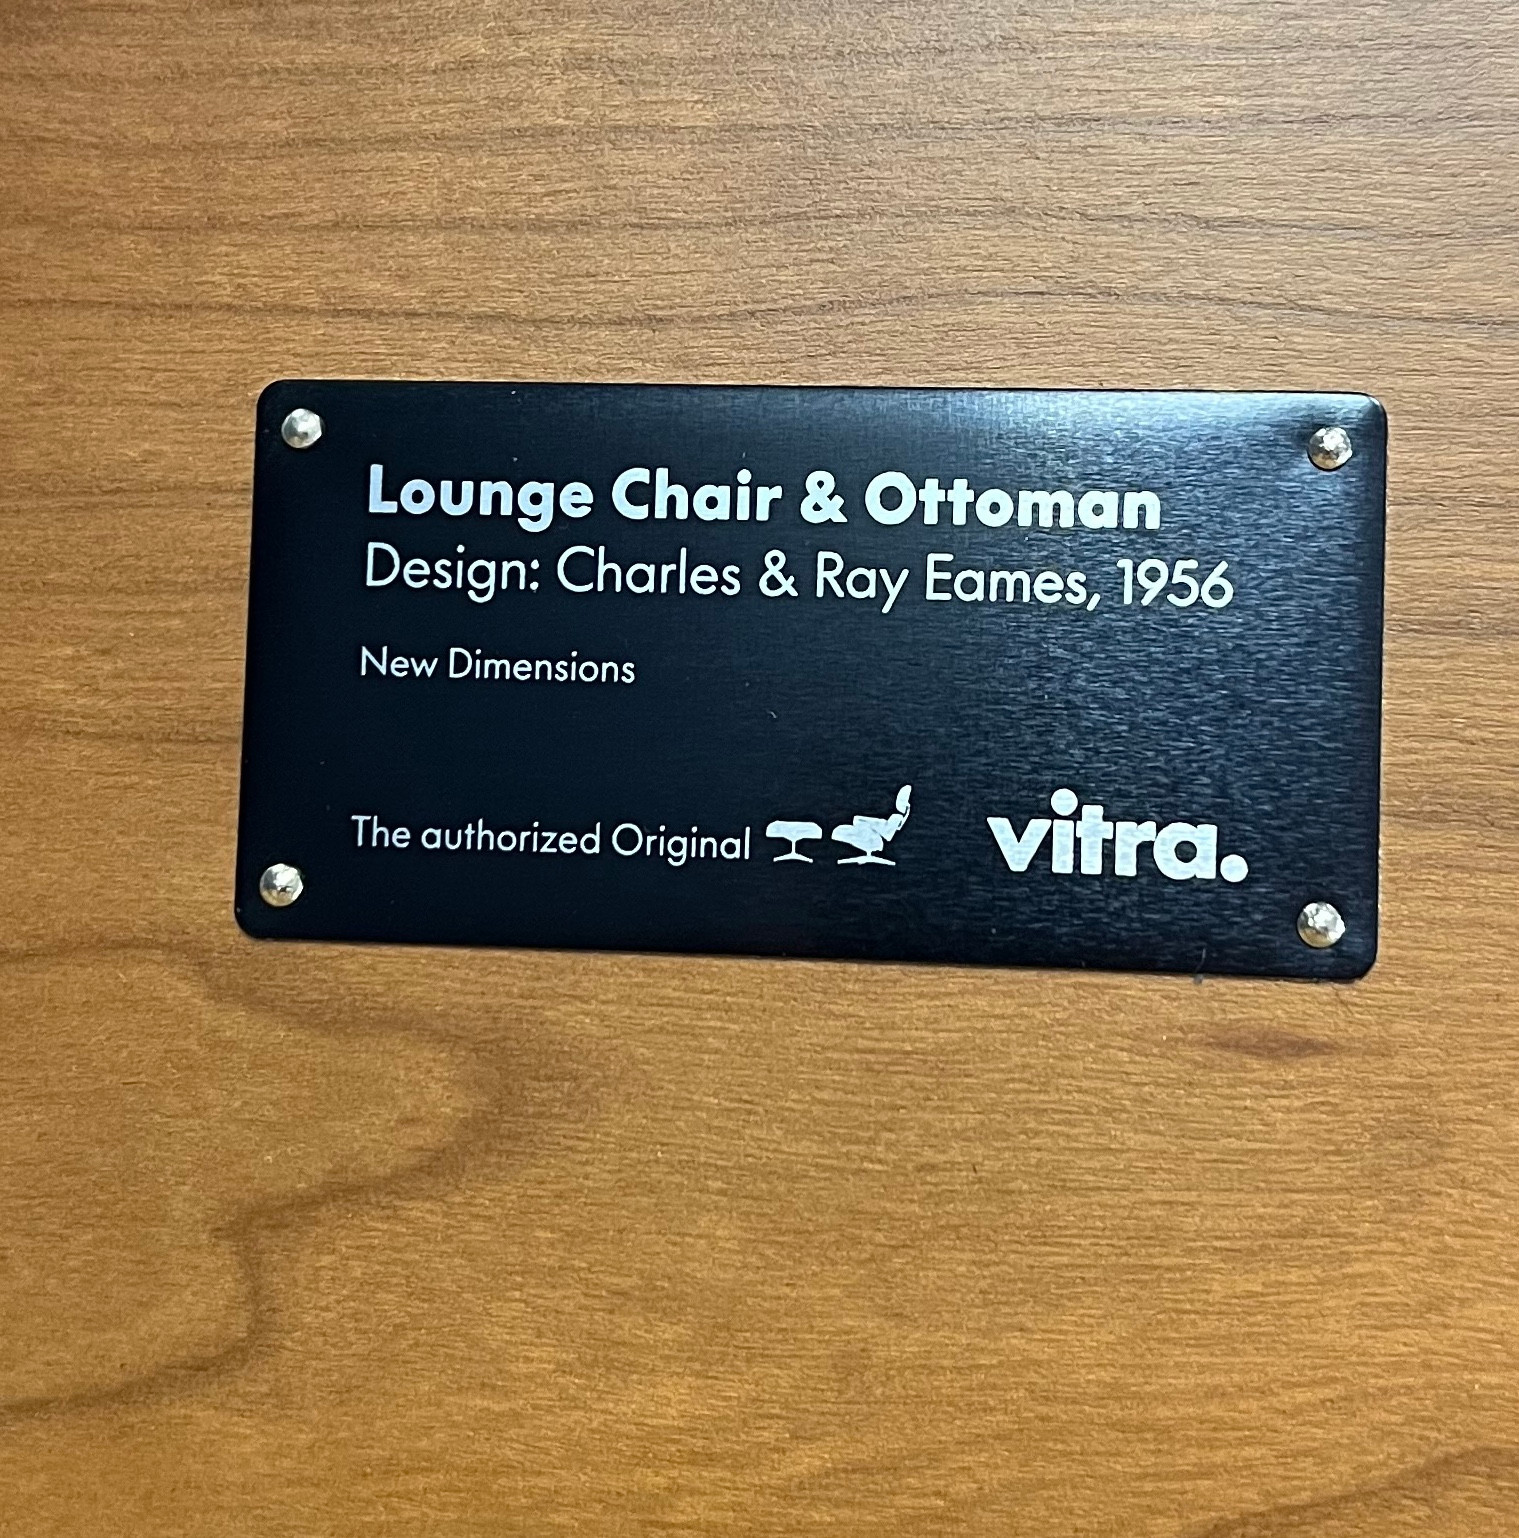 Lounge Chair & Ottoman
Design: Charles & Ray Eames, 1956
New Dimensions
The authorized Original vitra.